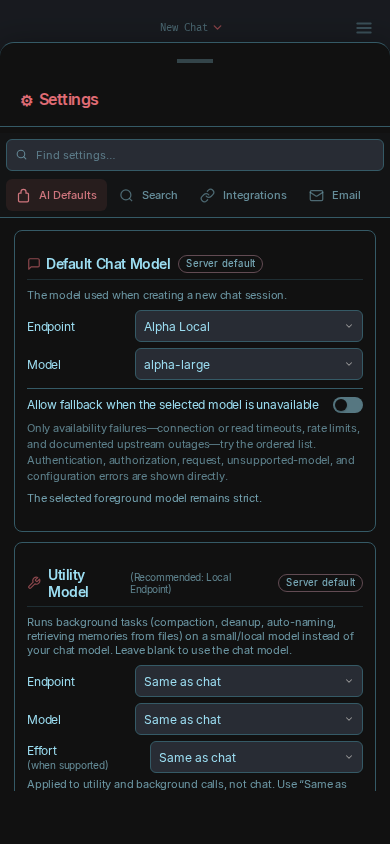 New Chat
Settings
Find settings...
AI Defaults
Search
Integrations
Email
Default Chat Model
Server default
The model used when creating a new chat session.
Endpoint
Alpha Local
Model
alpha-large
Allow fallback when the selected model is unavailable
Only availability failures—connection or read timeouts, rate limits,
and documented upstream outages—try the ordered list.
Authentication, authorization, request, unsupported-model, and
configuration errors are shown directly.
The selected foreground model remains strict.
Utility
Model
(Recommended: Local
Endpoint)
Server default
Runs background tasks (compaction, cleanup, auto-naming,
retrieving memories from files) on a small/local model instead of
your chat model. Leave blank to use the chat model.
Endpoint
Same as chat
Model
Same as chat
Effort
(when supported)
Same as chat
Applied to utility and background calls, not chat. Use “Same as